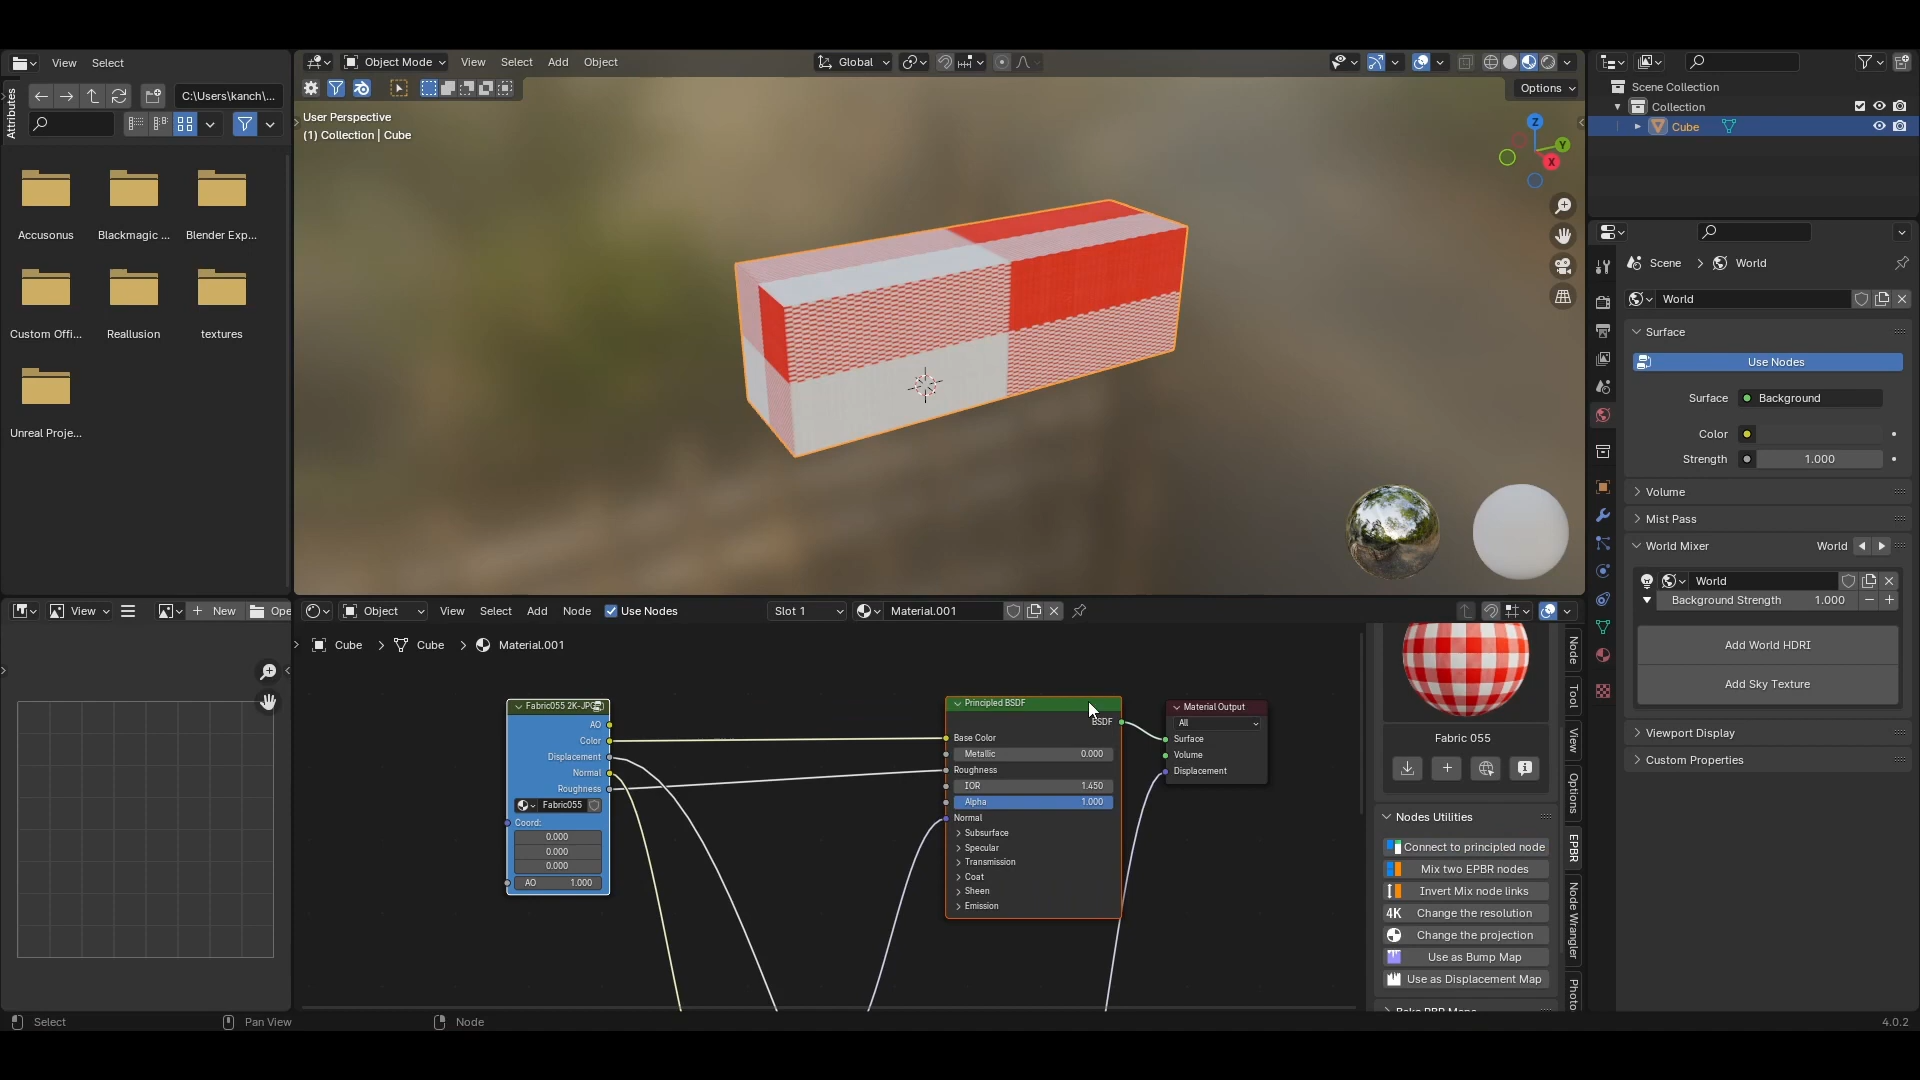 View
Select
Object Mode
View
Select
Add
Object
Global
Attributes
C:\Users\kanch\...
Options
Accusonus
Blackmagic ...
Blender Exp...
Custom Offi...
Reallusion
textures
Unreal Proje...
User Perspective
(1) Collection | Cube
Z
Y
X
Scene Collection
Collection
Cube
Scene
World
World
Surface
Use Nodes
Surface
Background
Color
Strength
1.000
Volume
Mist Pass
World Mixer
World
World
Background Strength
1.000
Add World HDRI
Add Sky Texture
Viewport Display
Custom Properties
View
New
Ope
Object
View
Select
Add
Node
Use Nodes
Slot 1
Material.001
Cube
Cube
Material.001
Fabric055 2K-JPG
AO
Color
Displacement
Normal
Roughness
Fabric055
Coord:
0.000
0.000
0.000
AO
1.000
Principled BSDF
BSDF
Base Color
Metallic
0.000
Roughness
IOR
1.450
Alpha
1.000
Normal
Subsurface
Specular
Transmission
Coat
Sheen
Emission
Material Output
All
Surface
Volume
Displacement
Fabric 055
Nodes Utilities
Connect to principled node
Mix two EPBR nodes
Invert Mix node links
4K
Change the resolution
Change the projection
Use as Bump Map
Use as Displacement Map
Node
Tool
View
Options
EPBR
Node Wrangler
Photo
Select
Pan View
Node
4.0.2